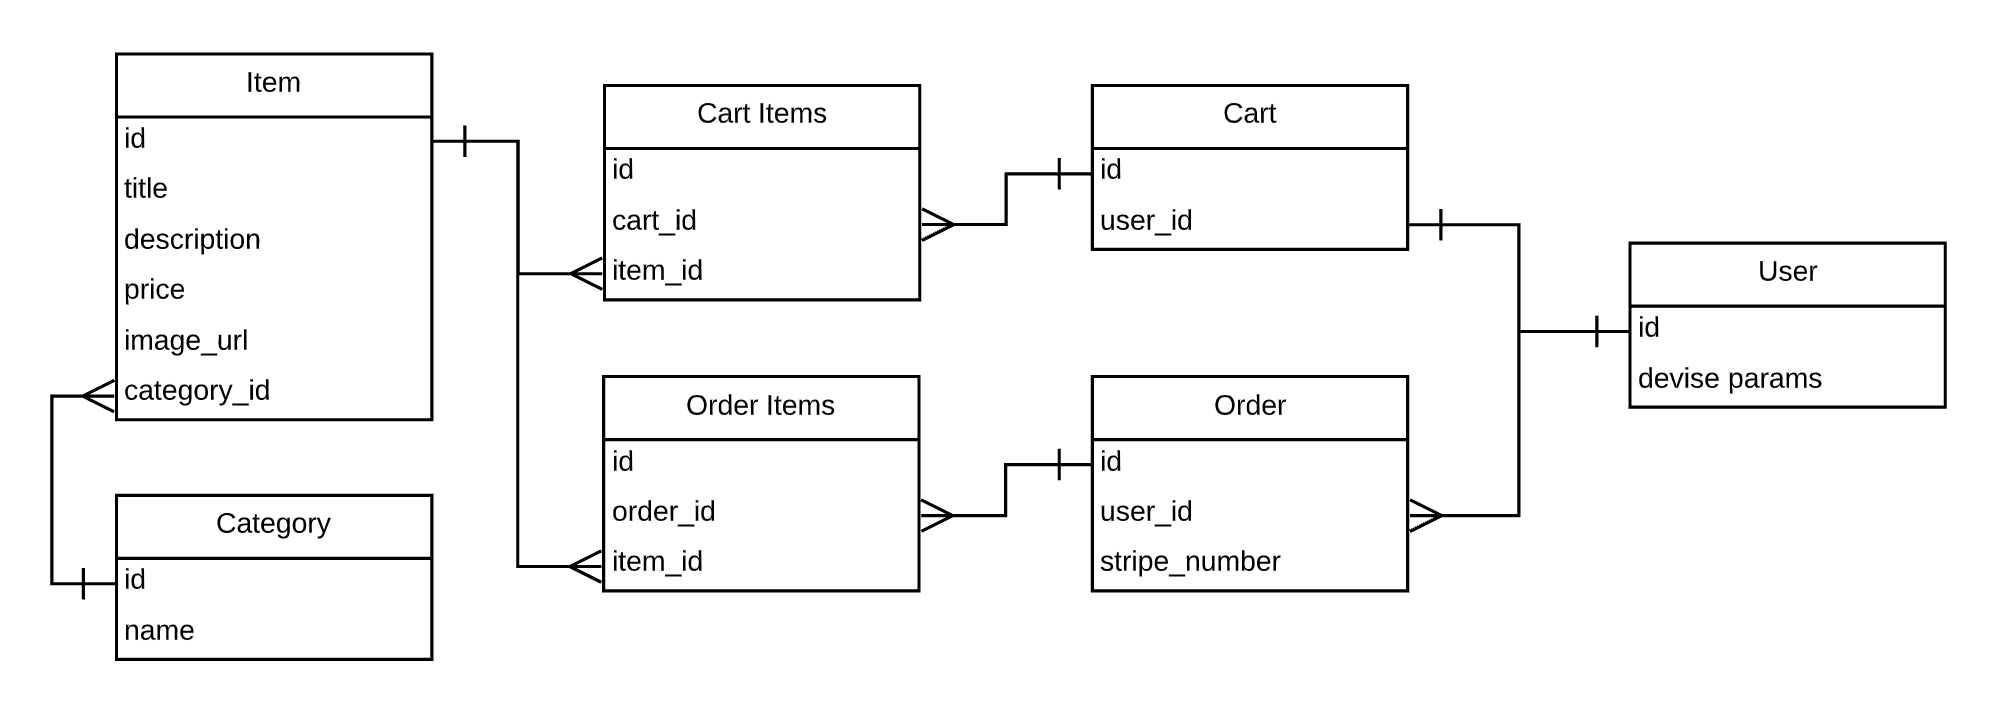 Item
id
title
description
price
image_url
category_id
Category
id
name
Cart Items
id
cart_id
item_id
Order Items
id
order_id
item_id
Cart
id
user_id
Order
id
user_id
stripe_number
User
id
devise params